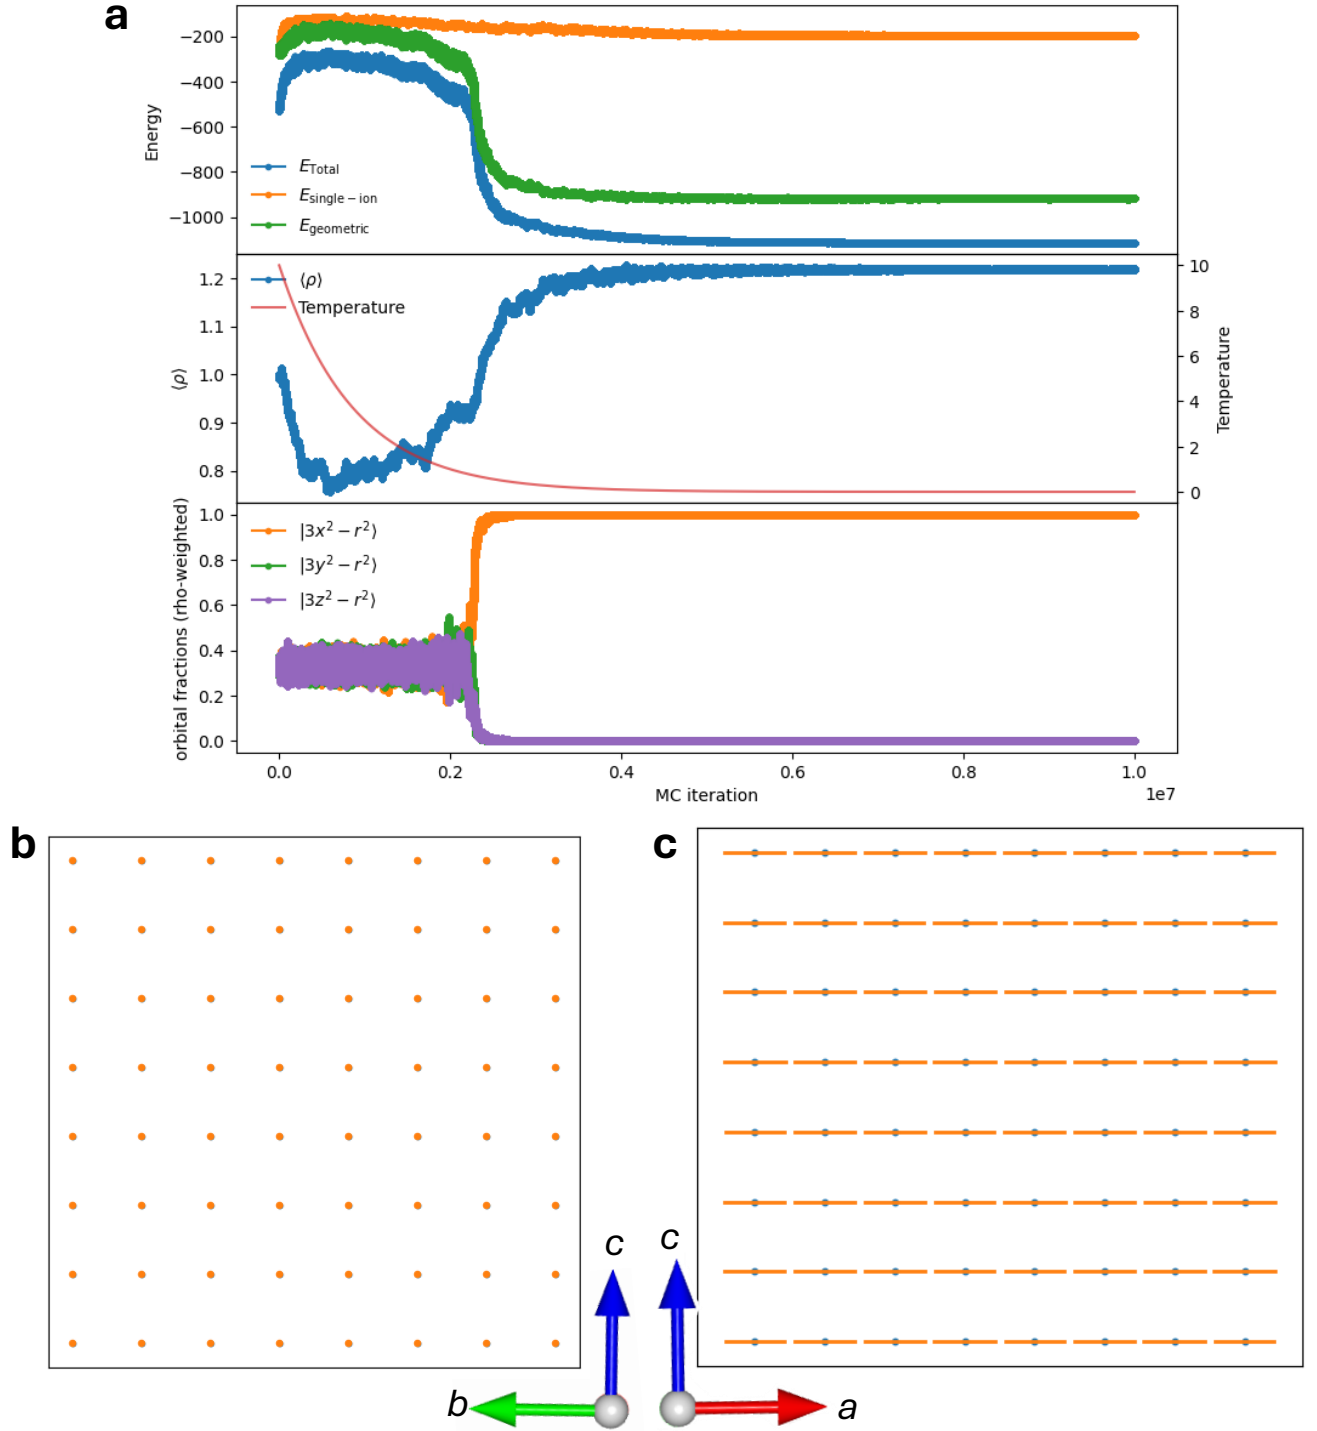 a
−200
−400
−600
−800
−1000
Energy
E_Total
E_single−ion
E_geometric
1.2
1.1
1.0
0.9
0.8
⟨ρ⟩
⟨ρ⟩
Temperature
10
8
6
4
2
0
Temperature
1.0
0.8
0.6
0.4
0.2
0.0
orbital fractions (rho-weighted)
|3x² − r²⟩
|3y² − r²⟩
|3z² − r²⟩
0.0 0.2 0.4 0.6 0.8 1.0
1e7
MC iteration
b
c
c
b
c
a